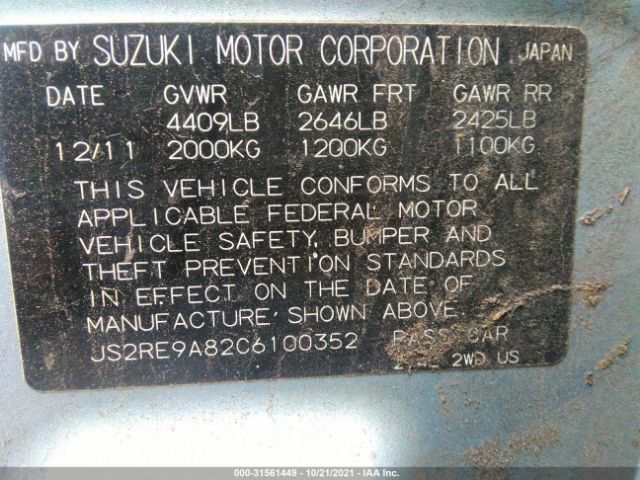 MFD BY SUZUKI MOTOR CORPORATION JAPAN
DATE GVWR GAWR FRT GAWR RR
4409LB 2646LB 2425LB
12/11 2000KG 1200KG 1100KG
THIS VEHICLE CONFORMS TO ALL
APPLICABLE FEDERAL MOTOR
VEHICLE SAFETY, BUMPER AND
THEFT PREVENTION STANDARDS
IN EFFECT ON THE DATE OF
MANUFACTURE SHOWN ABOVE.
JS2RE9A82C6100352 PASS CAR
2WD US
000-31561449 - 10/21/2021 - IAA Inc.